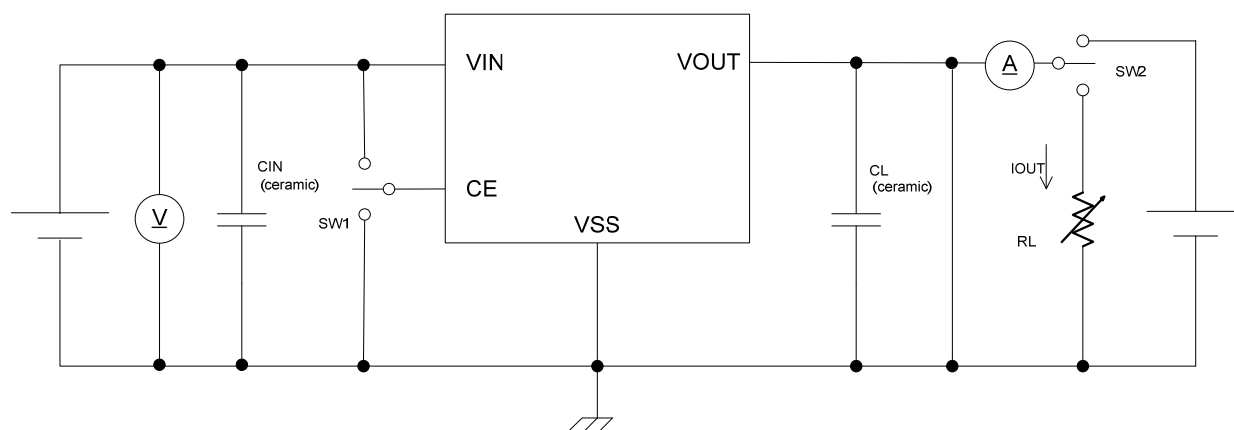 VIN
VOUT
A
SW2
CIN
(ceramic)
CL
(ceramic)
IOUT
V
SW1
CE
VSS
RL